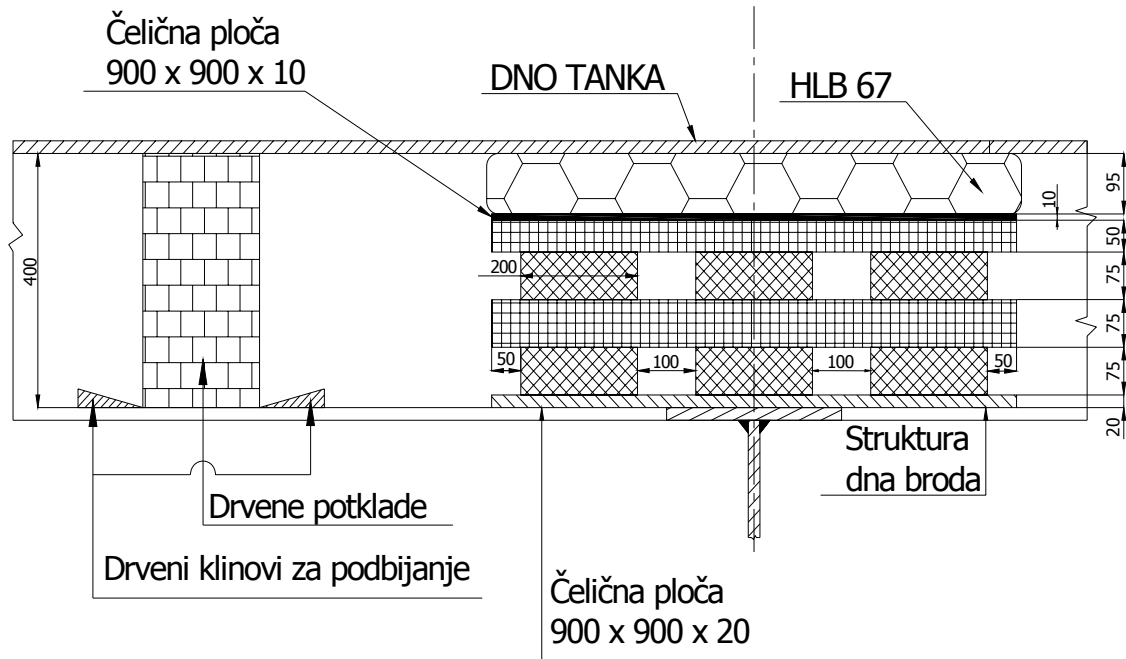 Čelična ploča
900 x 900 x 10
DNO TANKA
HLB 67
95
10
50
400
200
75
75
50
100
100
50
75
20
Struktura
dna broda
Drvene potklade
Drveni klinovi za podbijanje
Čelična ploča
900 x 900 x 20